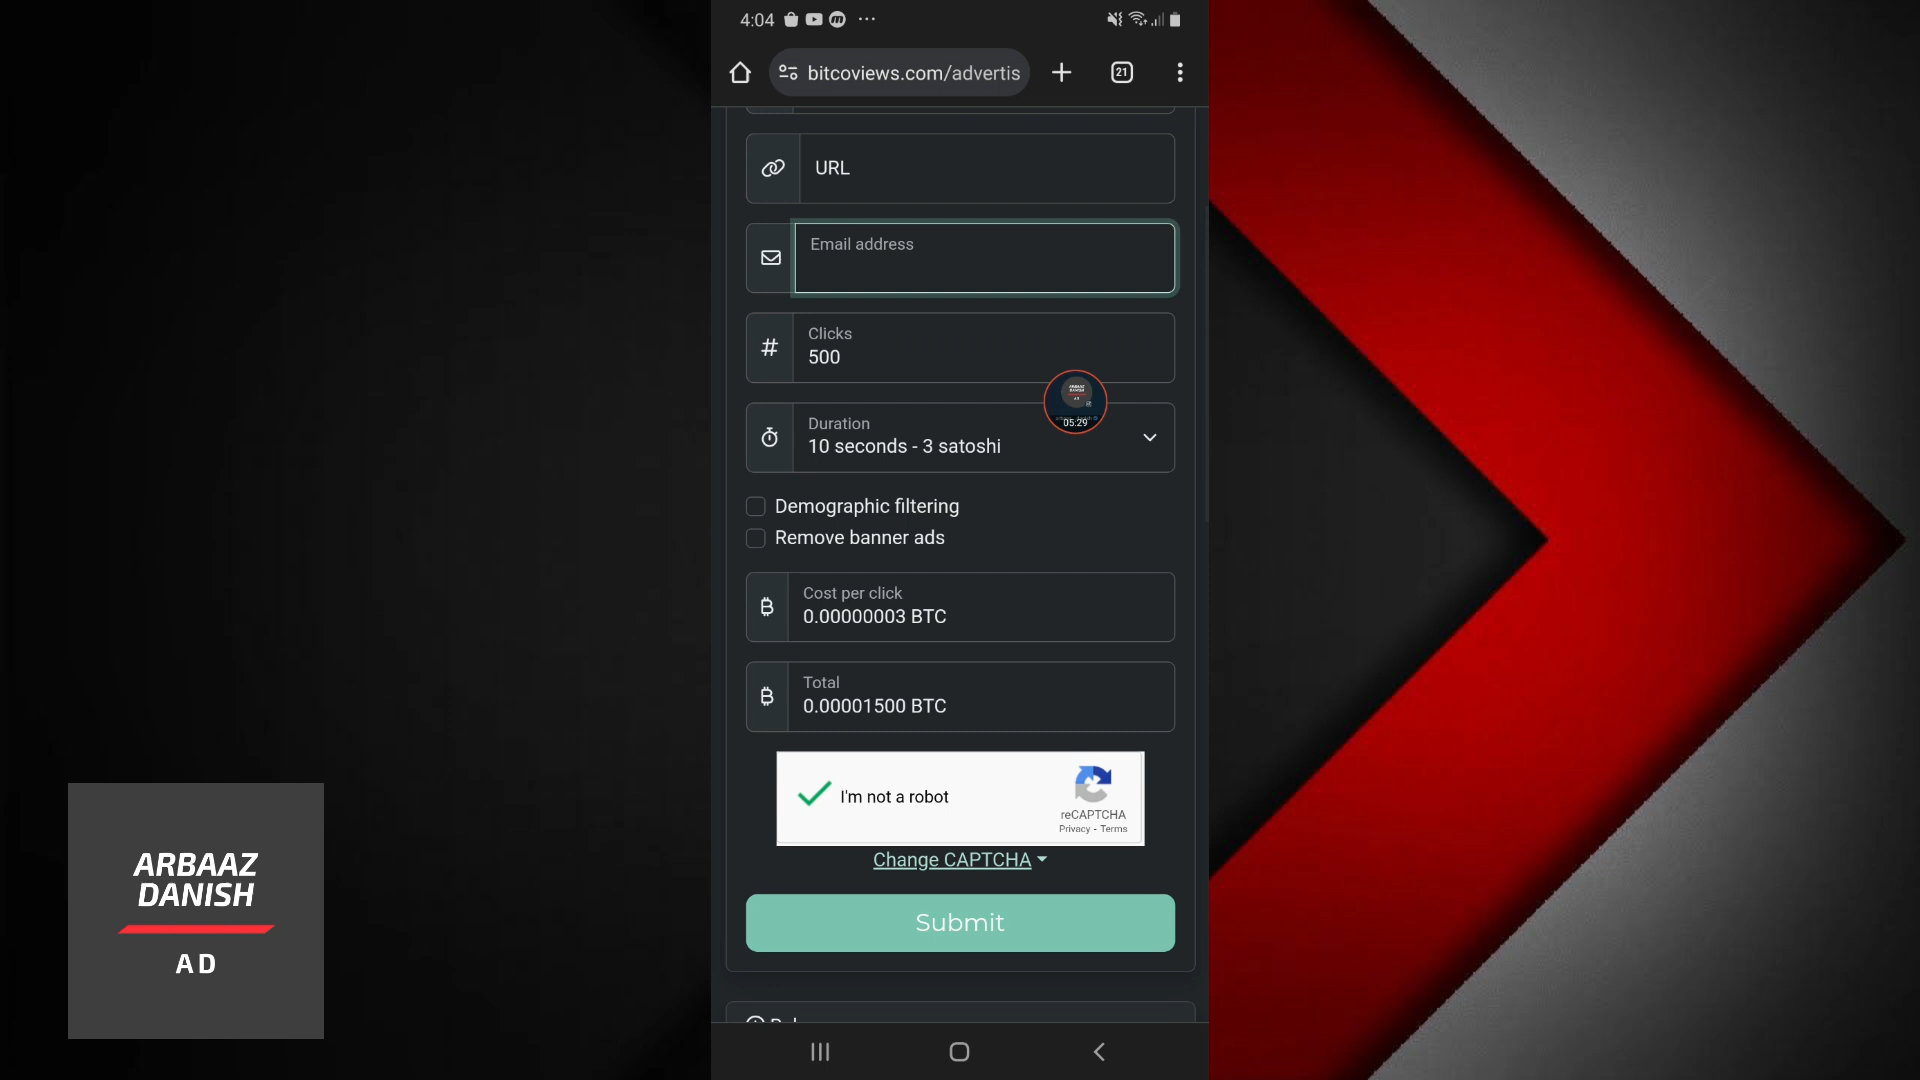 4:04
bitcoviews.com/advertis
21
URL
Email address
Clicks
500
05:29
Duration
10 seconds - 3 satoshi
Demographic filtering
Remove banner ads
Cost per click
0.00000003 BTC
Total
0.00001500 BTC
I'm not a robot
reCAPTCHA
Privacy - Terms
Change CAPTCHA
Submit
ARBAAZ
DANISH
AD